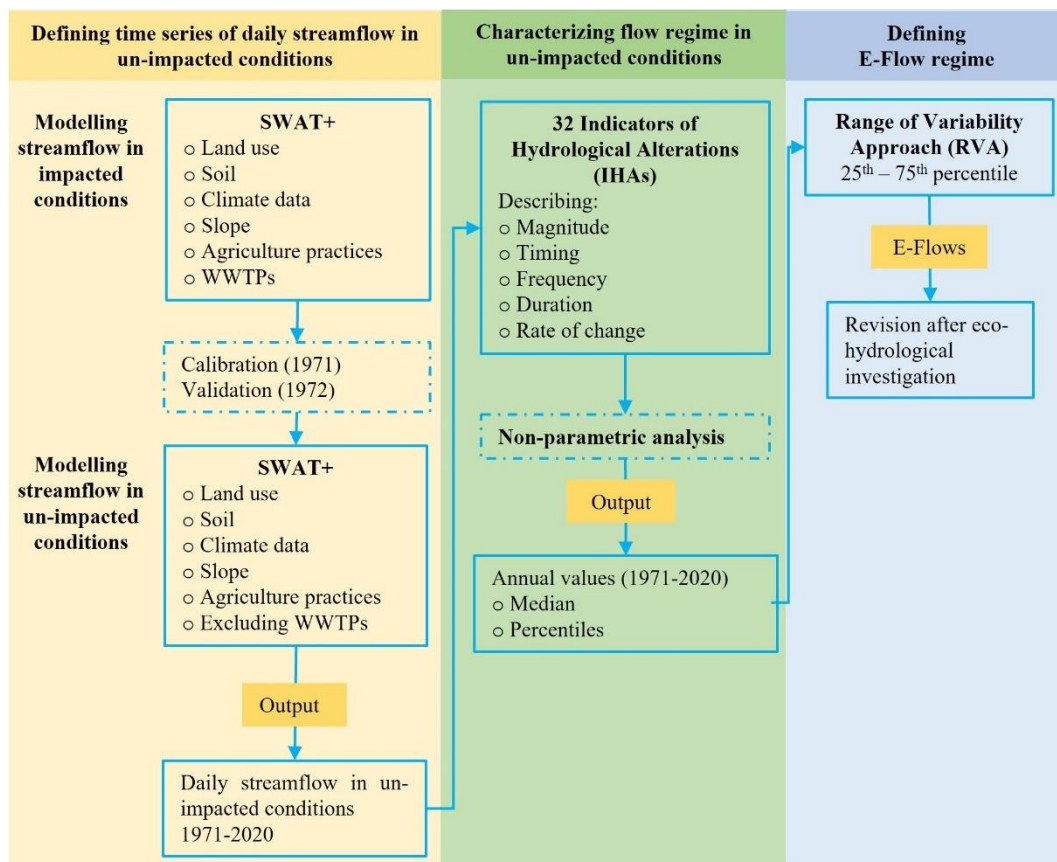 Defining time series of daily streamflow in
un-impacted conditions
Modelling
streamflow in
impacted
conditions
SWAT+
○ Land use
○ Soil
○ Climate data
○ Slope
○ Agriculture practices
○ WWTPs
Calibration (1971)
Validation (1972)
Modelling
streamflow in
un-impacted
conditions
SWAT+
○ Land use
○ Soil
○ Climate data
○ Slope
○ Agriculture practices
○ Excluding WWTPs
Output
Daily streamflow in un-
impacted conditions
1971-2020
Characterizing flow regime in
un-impacted conditions
32 Indicators of
Hydrological Alterations
(IHAs)
Describing:
○ Magnitude
○ Timing
○ Frequency
○ Duration
○ Rate of change
Non-parametric analysis
Output
Annual values (1971-2020)
○ Median
○ Percentiles
Defining
E-Flow regime
Range of Variability
Approach (RVA)
25th – 75th percentile
E-Flows
Revision after eco-
hydrological
investigation